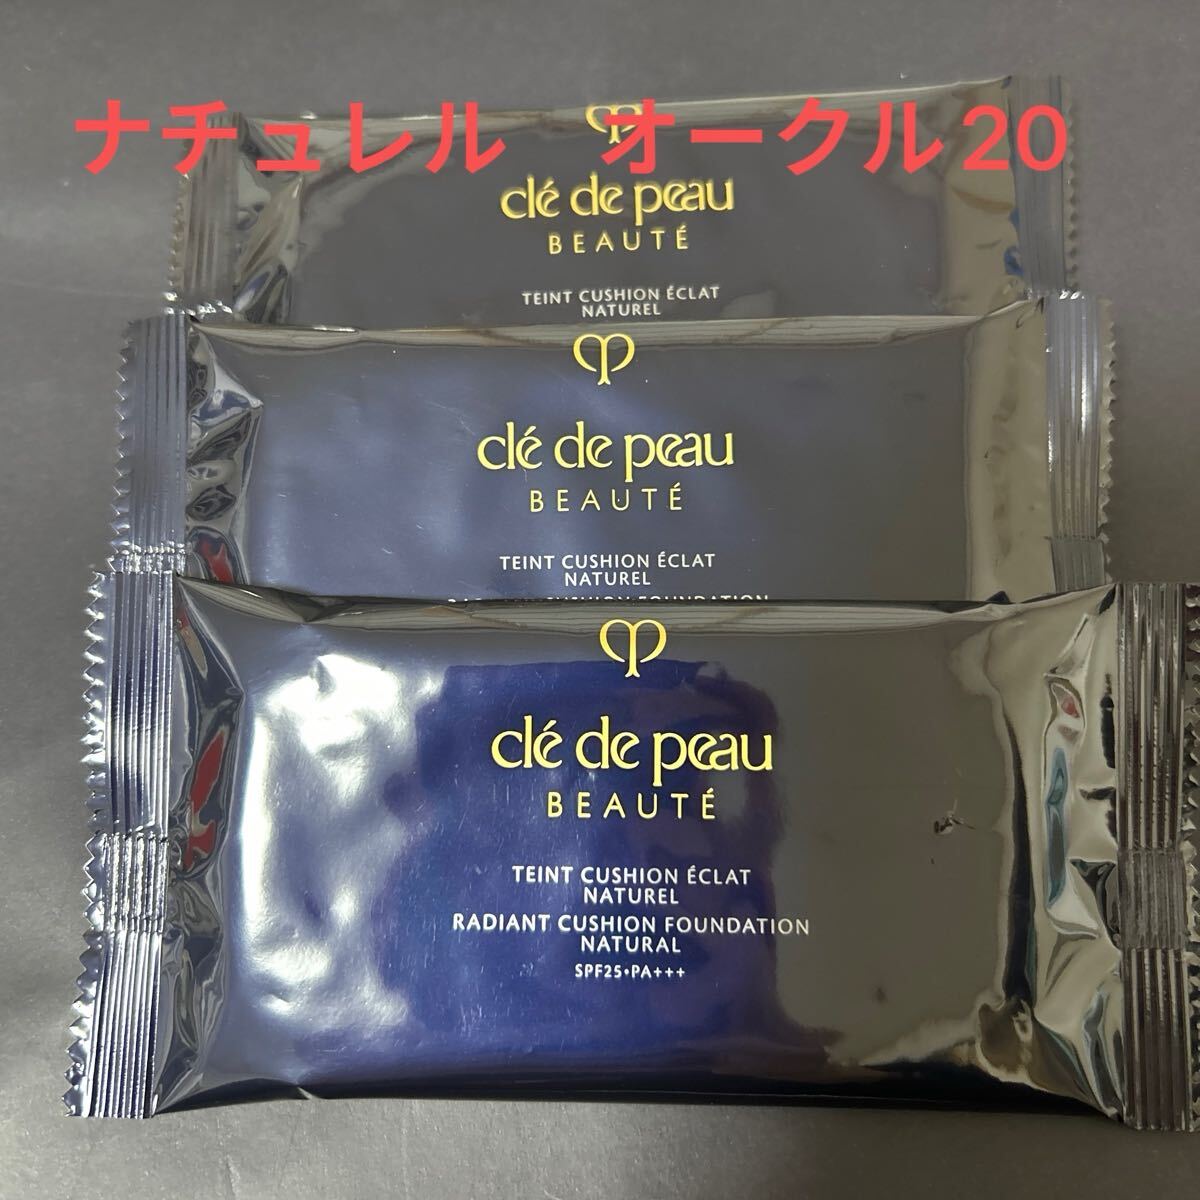 ナチュレル　オークル20
clé de peau
BEAUTÉ
TEINT CUSHION ÉCLAT
NATUREL
clé de peau
BEAUTÉ
TEINT CUSHION ÉCLAT
NATUREL
clé de peau
BEAUTÉ
TEINT CUSHION ÉCLAT
NATUREL
RADIANT CUSHION FOUNDATION
NATURAL
SPF25•PA+++